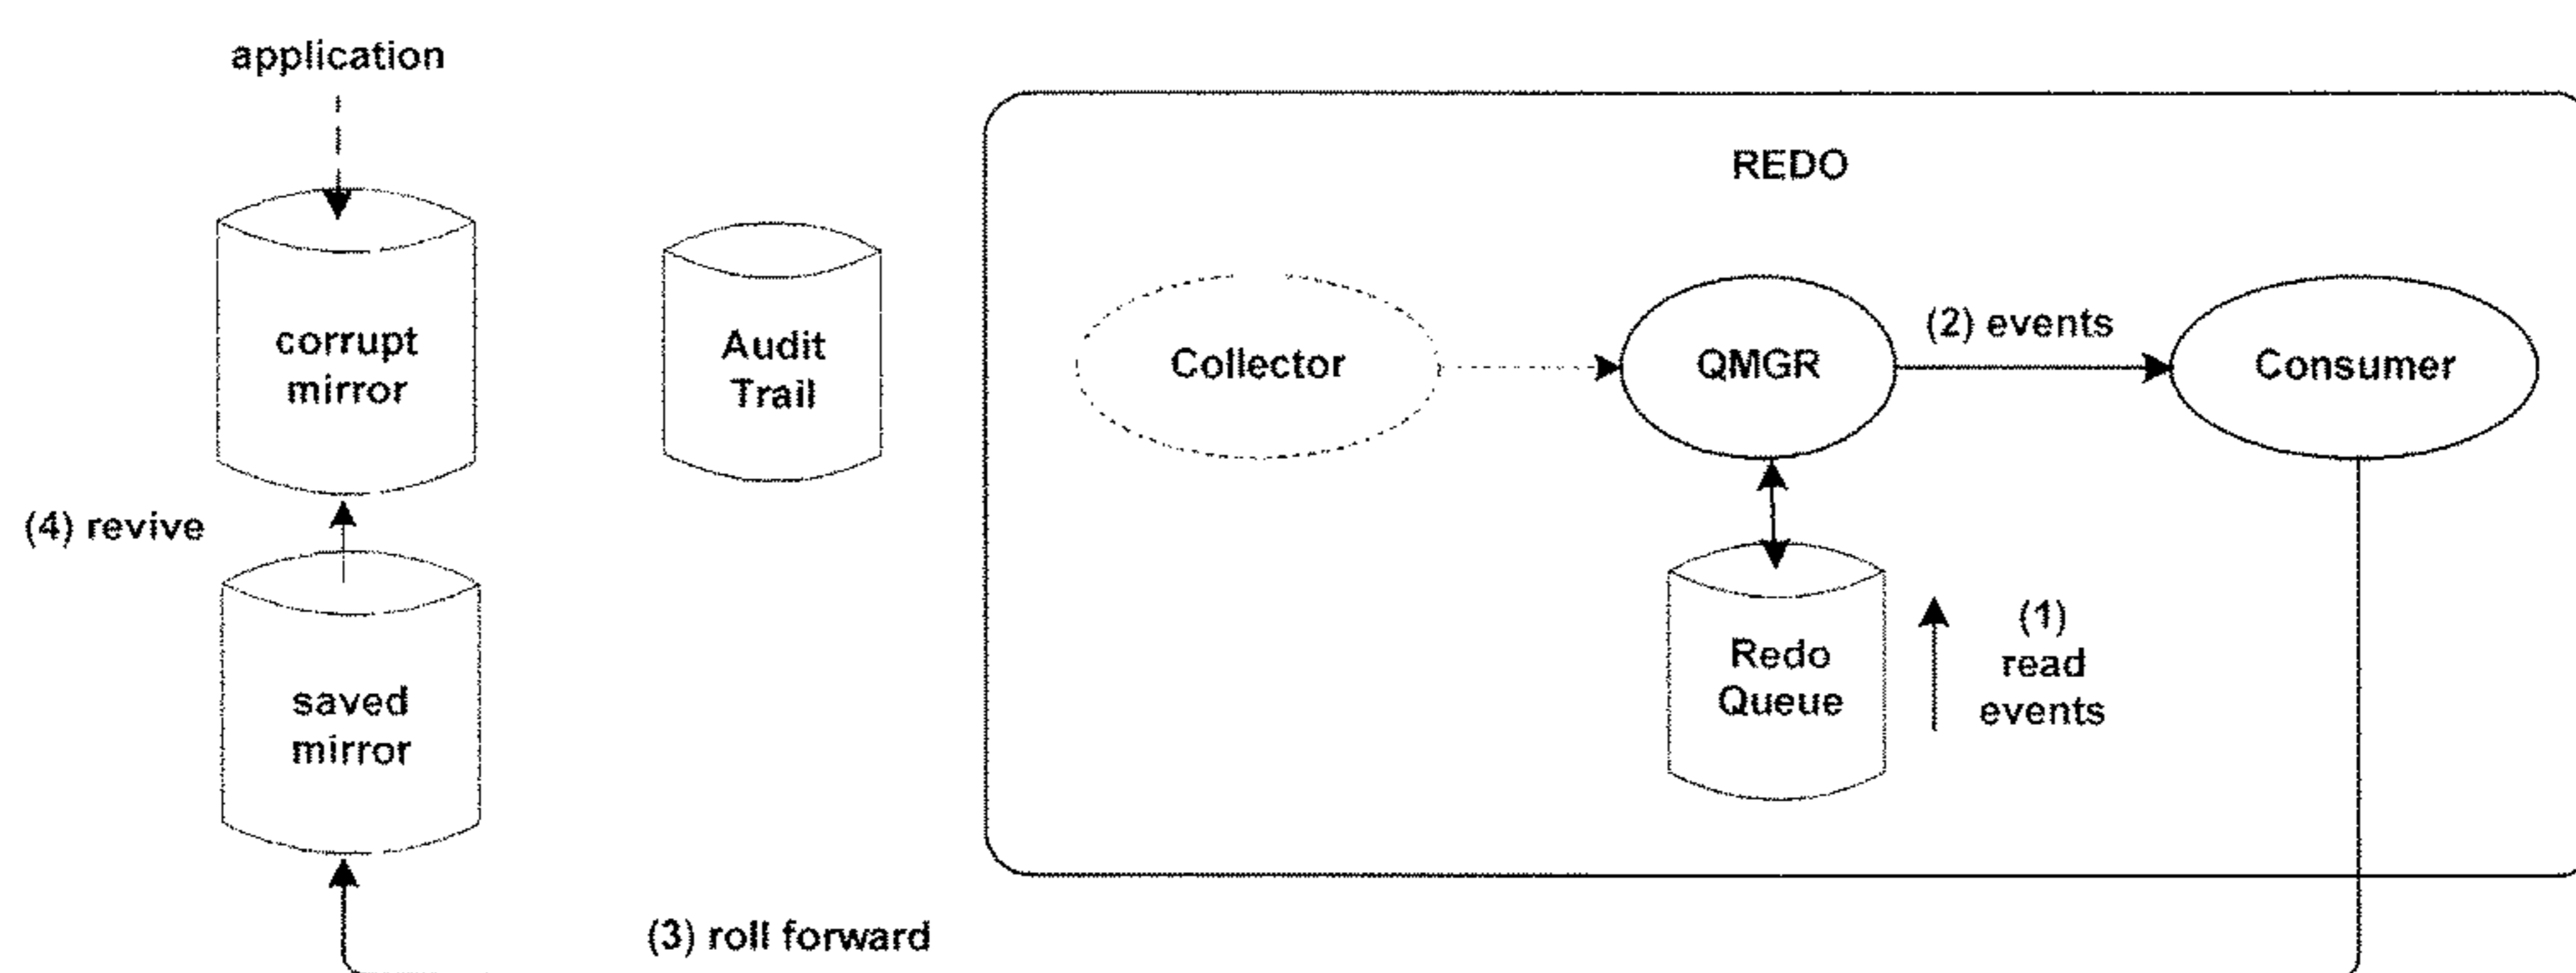 application
REDO
corrupt
mirror
Audit
Trail
Collector
QMGR
(2) events
Consumer
(4) revive
saved
mirror
Redo
Queue
(1)
read
events
(3) roll forward